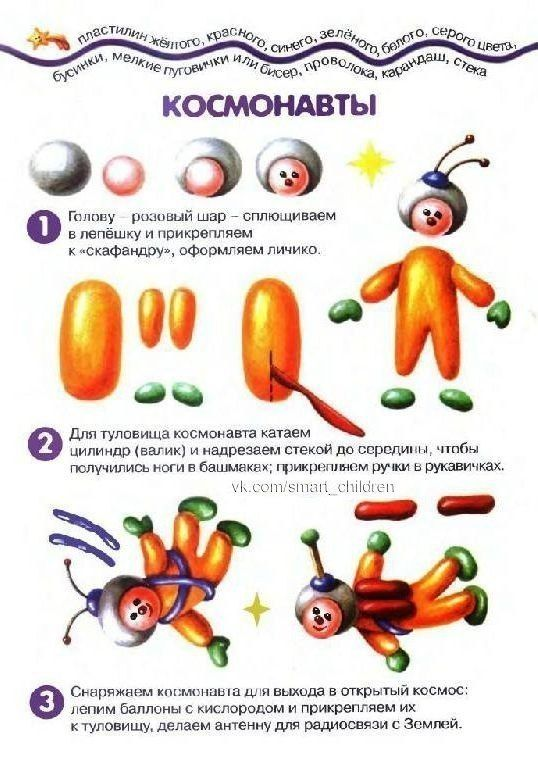 пластилин жёлтого, красного, синего, зелёного, белого, серого цвета,
бусинки, мелкие пуговички или бисер, проволока, карандаш, стека
КОСМОНАВТЫ
1 Голову – розовый шар – сплющиваем
в лепёшку и прикрепляем
к «скафандру», оформляем личико.
2 Для туловища космонавта катаем
цилиндр (валик) и надрезаем стекой до середины, чтобы
получились ноги в башмаках; прикрепляем ручки в рукавичках.
vk.com/smart_children
3 Снаряжаем космонавта для выхода в открытый космос:
лепим баллоны с кислородом и прикрепляем их
к туловищу, делаем антенну для радиосвязи с Землей.